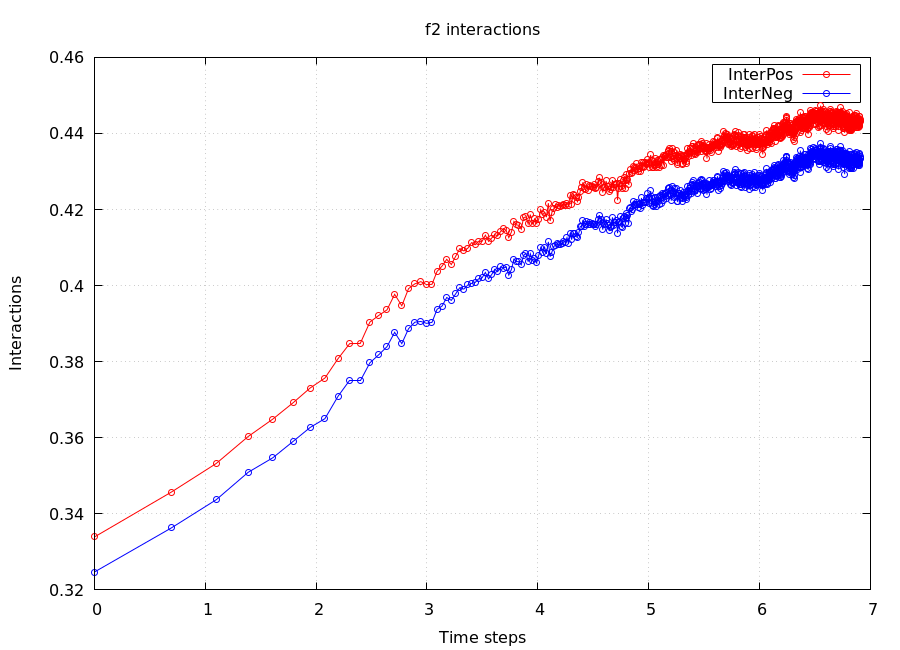 f2 interactions
InterPos
InterNeg
Interactions
0.46
0.44
0.42
0.4
0.38
0.36
0.34
0.32
0 1 2 3 4 5 6 7
Time steps